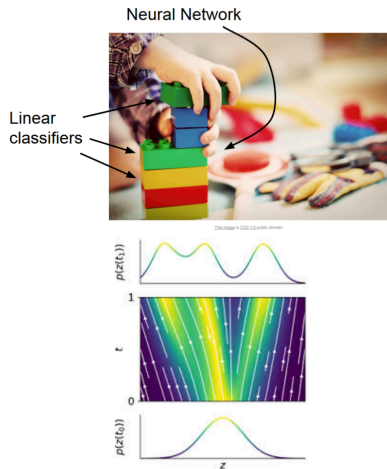 Neural Network
Linear
classifiers
This image is CC0 1.0 public domain
p(z(t₁))
1
t
0
p(z(t₀))
z